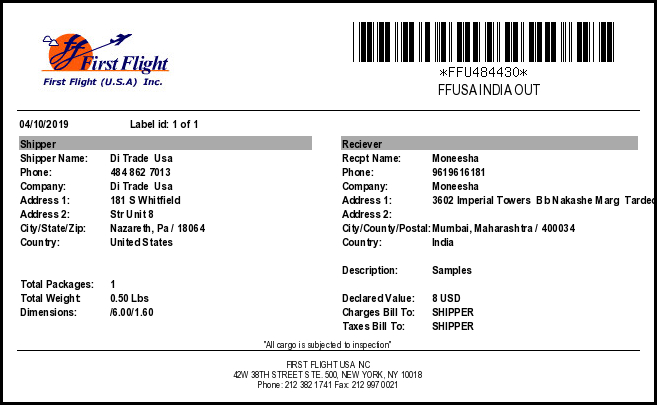 First Flight
First Flight (U.S.A) Inc.
*FFU484430*
FFUSA INDIA OUT
04/10/2019 Label id: 1 of 1
Shipper Reciever
Shipper Name: Di Trade Usa Recpt Name: Moneesha
Phone: 484 862 7013 Phone: 9619616181
Company: Di Trade Usa Company: Moneesha
Address 1: 181 S Whitfield Address 1: 3602 Imperial Towers B b Nakashe Marg Tarded
Address 2: Str Unit 8 Address 2:
City/State/Zip: Nazareth, Pa / 18064 City/County/Postal: Mumbai, Maharashtra / 400034
Country: United States Country: India
Description: Samples
Total Packages: 1
Total Weight: 0.50 Lbs Declared Value: 8 USD
Dimensions: /6.00/1.60 Charges Bill To: SHIPPER
Taxes Bill To: SHIPPER
"All cargo is subjected to inspection"
FIRST FLIGHT USA INC
42W 38TH STREET STE. 500, NEW YORK, NY 10018
Phone: 212 382 1741 Fax: 212 997 0021